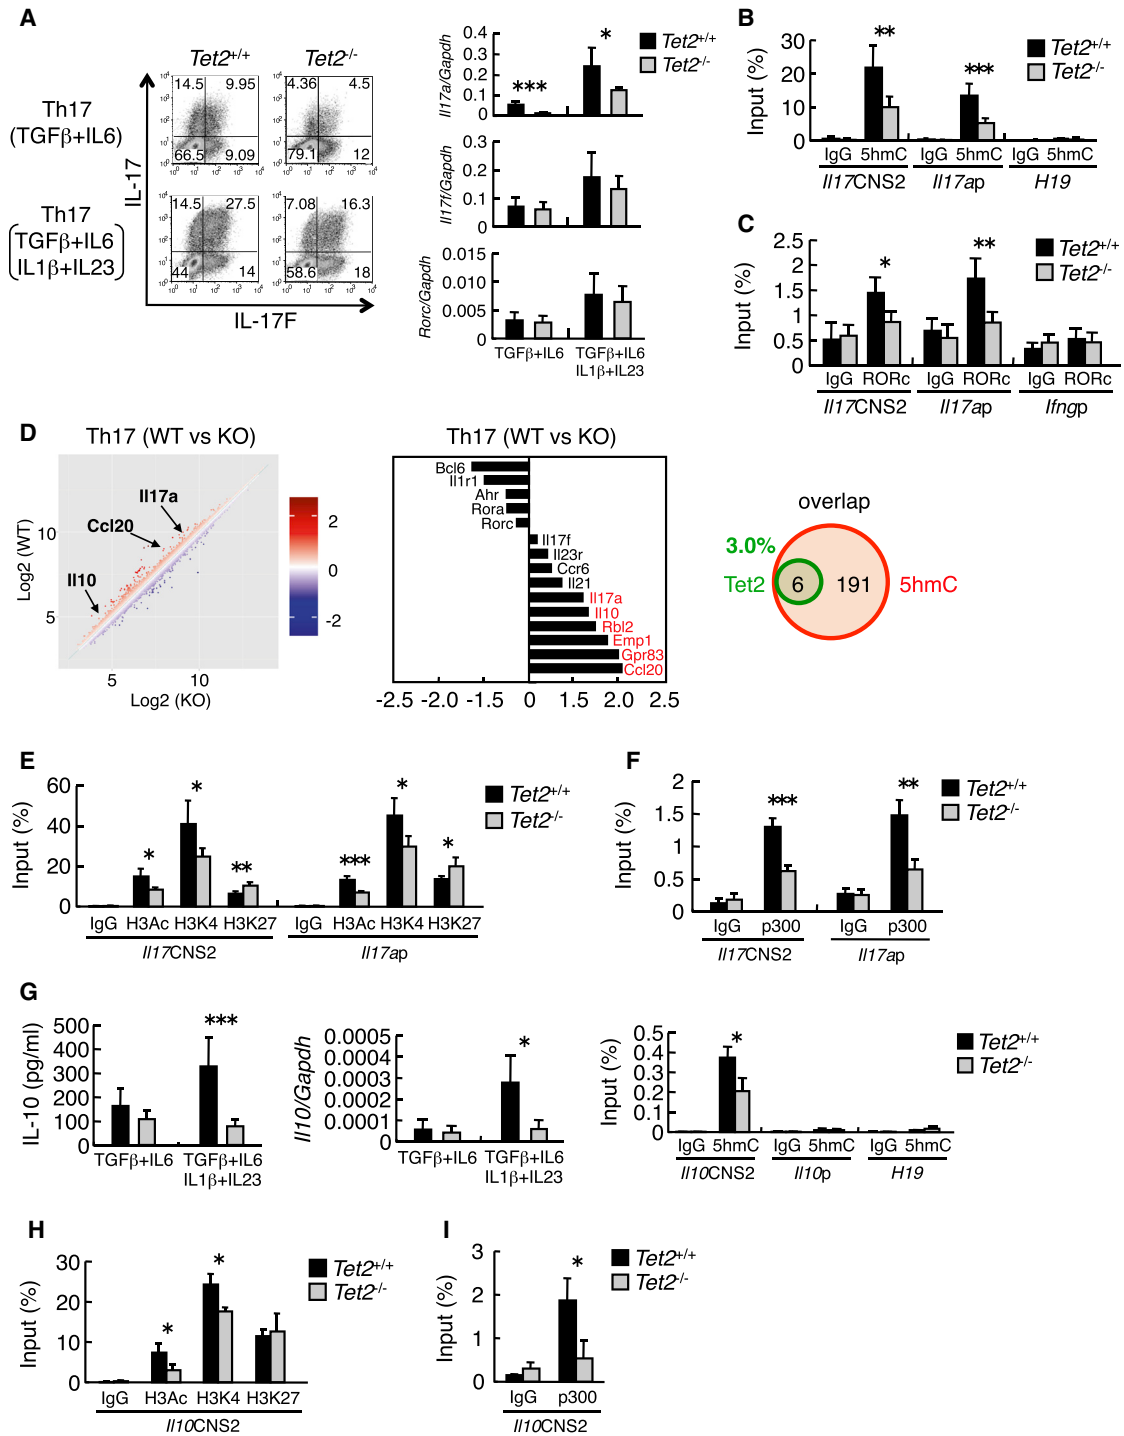 A
Tet2+/+
Tet2-/-
Th17
(TGFβ+IL6)
Th17
TGFβ+IL6
IL1β+IL23
IL-17
IL-17F
14.5 9.95
66.5 9.09
4.36 4.5
79.1 12
14.5 27.5
44 14
7.08 16.3
58.6 18
Il17a/Gapdh
0.4
0.3
0.2
0.1
0
***
*
Tet2+/+
Tet2-/-
Il17f/Gapdh
0.3
0.2
0.1
0
Rorc/Gapdh
0.015
0.01
0.005
0
TGFβ+IL6
TGFβ+IL6
IL1β+IL23
B
Input (%)
30
20
10
0
**
***
Tet2+/+
Tet2-/-
IgG 5hmC IgG 5hmC IgG 5hmC
Il17CNS2 Il17ap H19
C
Input (%)
2.5
2
1.5
1
0.5
0
*
**
Tet2+/+
Tet2-/-
IgG RORc IgG RORc IgG RORc
Il17CNS2 Il17ap Ifngp
D
Th17 (WT vs KO)
Log2 (WT)
10
5
Il17a
Ccl20
Il10
5 10
Log2 (KO)
2
0
-2
Th17 (WT vs KO)
Bcl6
Il1r1
Ahr
Rora
Rorc
Il17f
Il23r
Ccr6
Il21
Il17a
Il10
Rbl2
Emp1
Gpr83
Ccl20
-2.5 -2.0 -1.5 0 1.5 2.0 2.5
overlap
3.0%
Tet2
6
191
5hmC
E
Input (%)
60
40
20
0
*
*
**
***
*
*
Tet2+/+
Tet2-/-
IgG H3Ac H3K4 H3K27 IgG H3Ac H3K4 H3K27
Il17CNS2 Il17ap
F
Input (%)
2
1.5
1
0.5
0
***
**
Tet2+/+
Tet2-/-
IgG p300 IgG p300
Il17CNS2 Il17ap
G
IL-10 (pg/ml)
500
400
300
200
100
0
***
TGFβ+IL6 TGFβ+IL6
IL1β+IL23
Il10/Gapdh
0.0005
0.0004
0.0003
0.0002
0.0001
0
*
TGFβ+IL6 TGFβ+IL6
IL1β+IL23
Input (%)
0.5
0.4
0.3
0.2
0.1
0
*
Tet2+/+
Tet2-/-
IgG 5hmC IgG 5hmC IgG 5hmC
Il10CNS2 Il10p H19
H
Input (%)
30
20
10
0
*
*
Tet2+/+
Tet2-/-
IgG H3Ac H3K4 H3K27
Il10CNS2
I
Input (%)
3
2
1
0
*
Tet2+/+
Tet2-/-
IgG p300
Il10CNS2